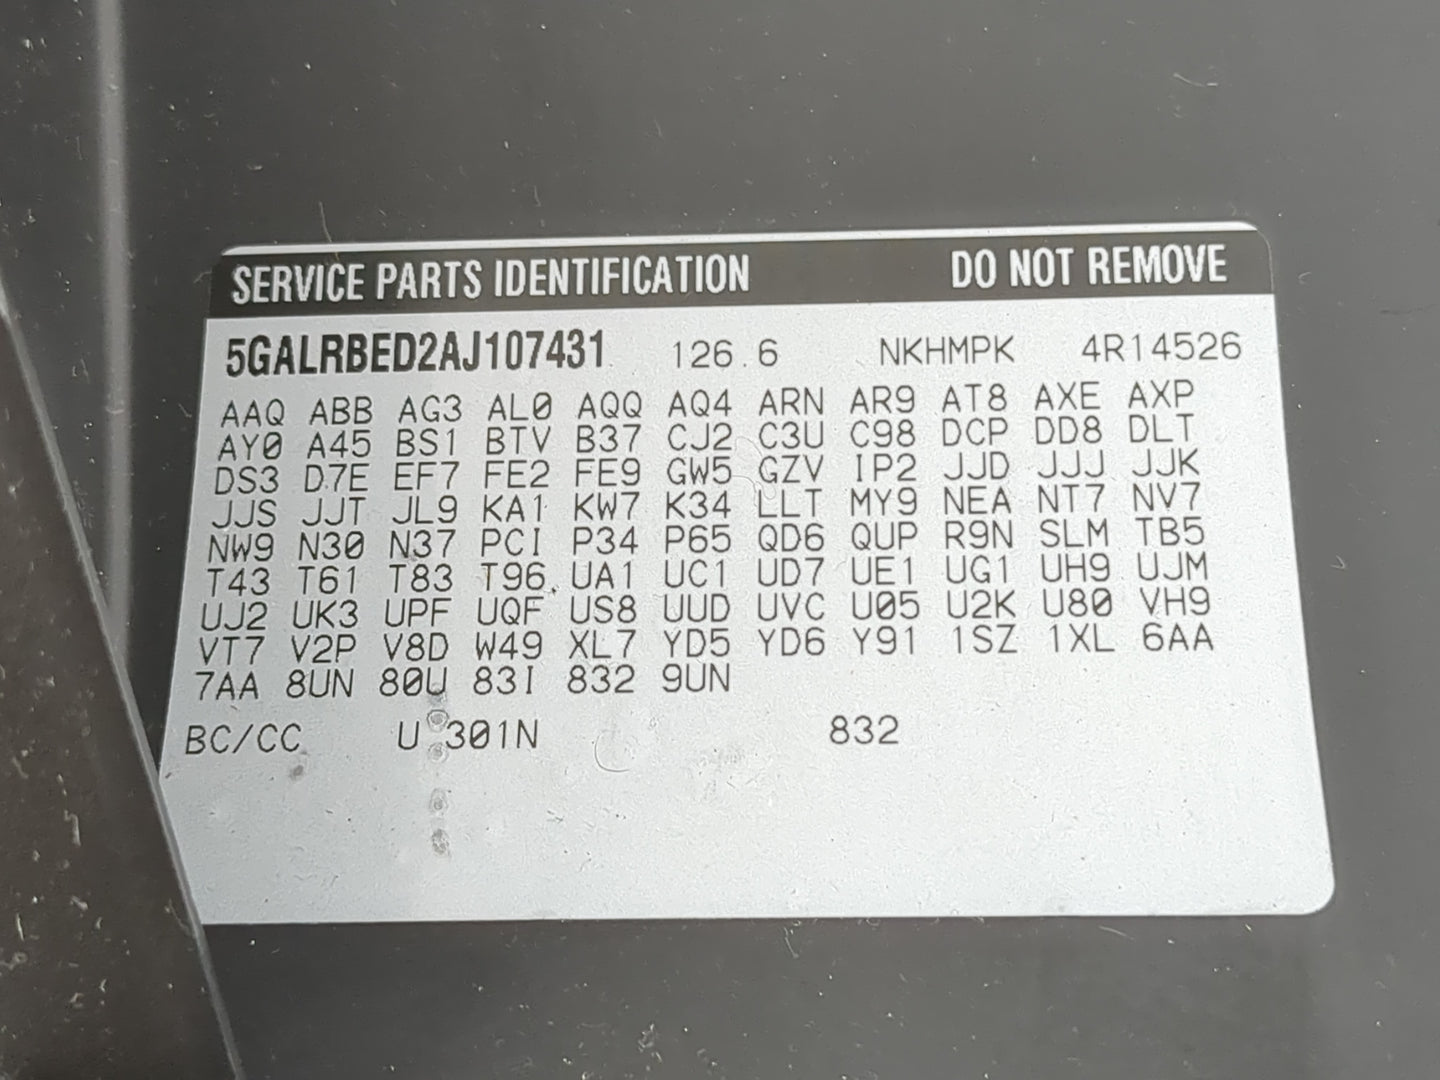 SERVICE PARTS IDENTIFICATION DO NOT REMOVE
5GALRBED2AJ107431 126.6 NKHMPK 4R14526
AAQ ABB AG3 AL0 AQQ AQ4 ARN AR9 AT8 AXE AXP
AY0 A45 BS1 BTV B37 CJ2 C3U C98 DCP DD8 DLT
DS3 D7E EF7 FE2 FE9 GW5 GZV IP2 JJD JJJ JJK
JJS JJT JL9 KA1 KW7 K34 LLT MY9 NEA NT7 NV7
NW9 N30 N37 PCI P34 P65 QD6 QUP R9N SLM TB5
T43 T61 T83 T96 UA1 UC1 UD7 UE1 UG1 UH9 UJM
UJ2 UK3 UPF UQF US8 UUD UVC U05 U2K U80 VH9
VT7 V2P V8D W49 XL7 YD5 YD6 Y91 1SZ 1XL 6AA
7AA 8UN 80U 83I 832 9UN
BC/CC U 301N 832